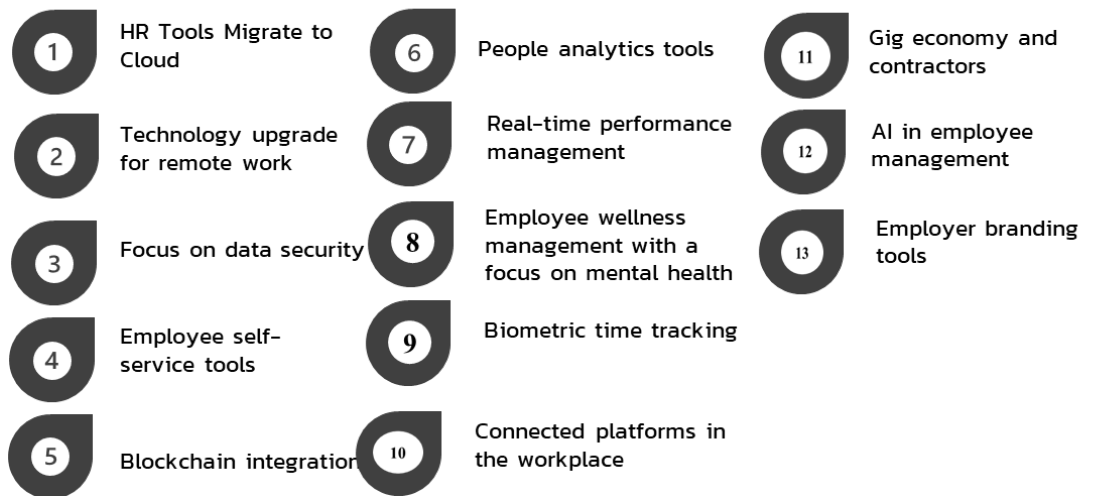 1
HR Tools Migrate to
Cloud
2
Technology upgrade
for remote work
3
Focus on data security
4
Employee self-
service tools
5
Blockchain integration
6
People analytics tools
7
Real-time performance
management
8
Employee wellness
management with a
focus on mental health
9
Biometric time tracking
10
Connected platforms in
the workplace
11
Gig economy and
contractors
12
AI in employee
management
13
Employer branding
tools